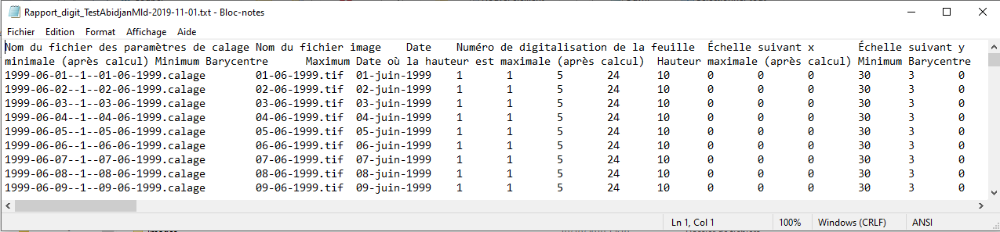 Rapport_digit_TestAbidjanMId-2019-11-01.txt - Bloc-notes
Fichier Edition Format Affichage Aide
Nom du fichier des paramètres de calage Nom du fichier image Date Numéro de digitalisation de la feuille Échelle suivant x Échelle suivant y
minimale (après calcul) Minimum Barycentre Maximum Date où la hauteur est maximale (après calcul) Hauteur maximale (après calcul) Minimum Barycentre
1999-06-01--1--01-06-1999.calage 01-06-1999.tif 01-juin-1999 1 1 5 24 10 0 0 0 30 3 0
1999-06-02--1--02-06-1999.calage 02-06-1999.tif 02-juin-1999 1 1 5 24 10 0 0 0 30 3 0
1999-06-03--1--03-06-1999.calage 03-06-1999.tif 03-juin-1999 1 1 5 24 10 0 0 0 30 3 0
1999-06-04--1--04-06-1999.calage 04-06-1999.tif 04-juin-1999 1 1 5 24 10 0 0 0 30 3 0
1999-06-05--1--05-06-1999.calage 05-06-1999.tif 05-juin-1999 1 1 5 24 10 0 0 0 30 3 0
1999-06-06--1--06-06-1999.calage 06-06-1999.tif 06-juin-1999 1 1 5 24 10 0 0 0 30 3 0
1999-06-07--1--07-06-1999.calage 07-06-1999.tif 07-juin-1999 1 1 5 24 10 0 0 0 30 3 0
1999-06-08--1--08-06-1999.calage 08-06-1999.tif 08-juin-1999 1 1 5 24 10 0 0 0 30 3 0
1999-06-09--1--09-06-1999.calage 09-06-1999.tif 09-juin-1999 1 1 5 24 10 0 0 0 30 3 0
Ln 1, Col 1 100% Windows (CRLF) ANSI